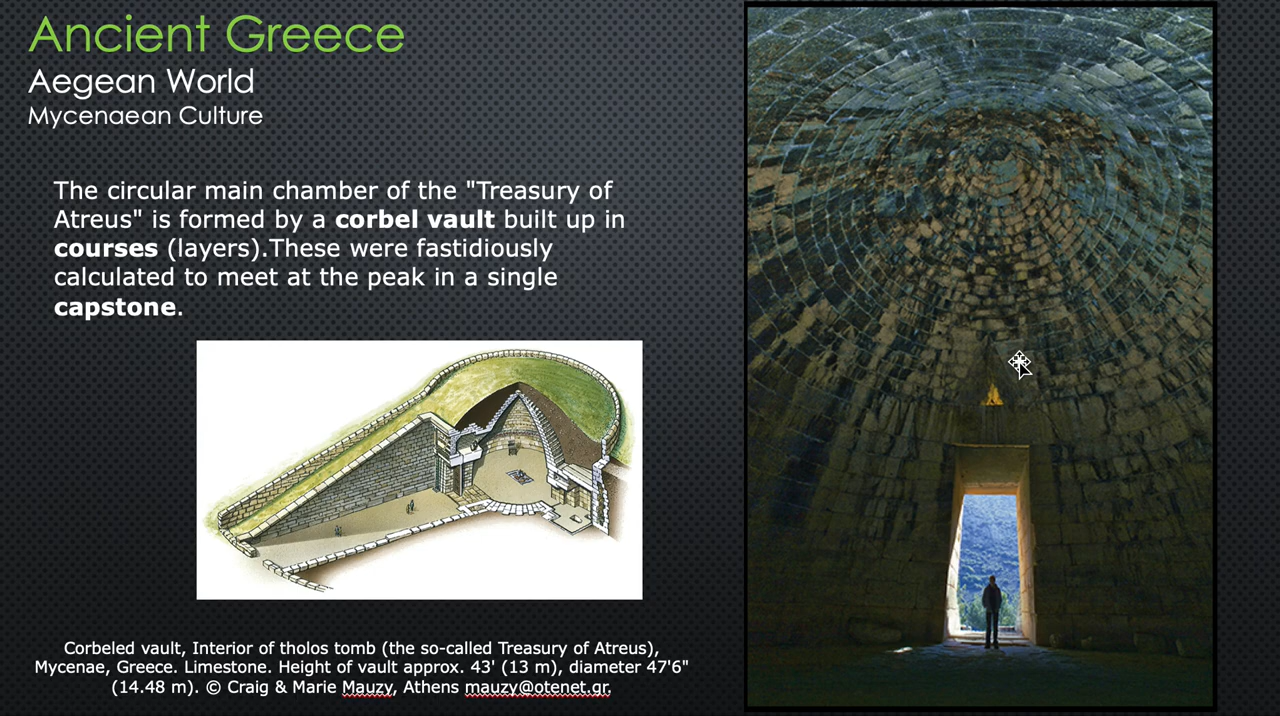 Ancient Greece
Aegean World
Mycenaean Culture
The circular main chamber of the "Treasury of
Atreus" is formed by a corbel vault built up in
courses (layers).These were fastidiously
calculated to meet at the peak in a single
capstone.
Corbeled vault, Interior of tholos tomb (the so-called Treasury of Atreus),
Mycenae, Greece. Limestone. Height of vault approx. 43' (13 m), diameter 47'6"
(14.48 m). © Craig & Marie Mauzy, Athens mauzy@otenet.gr.